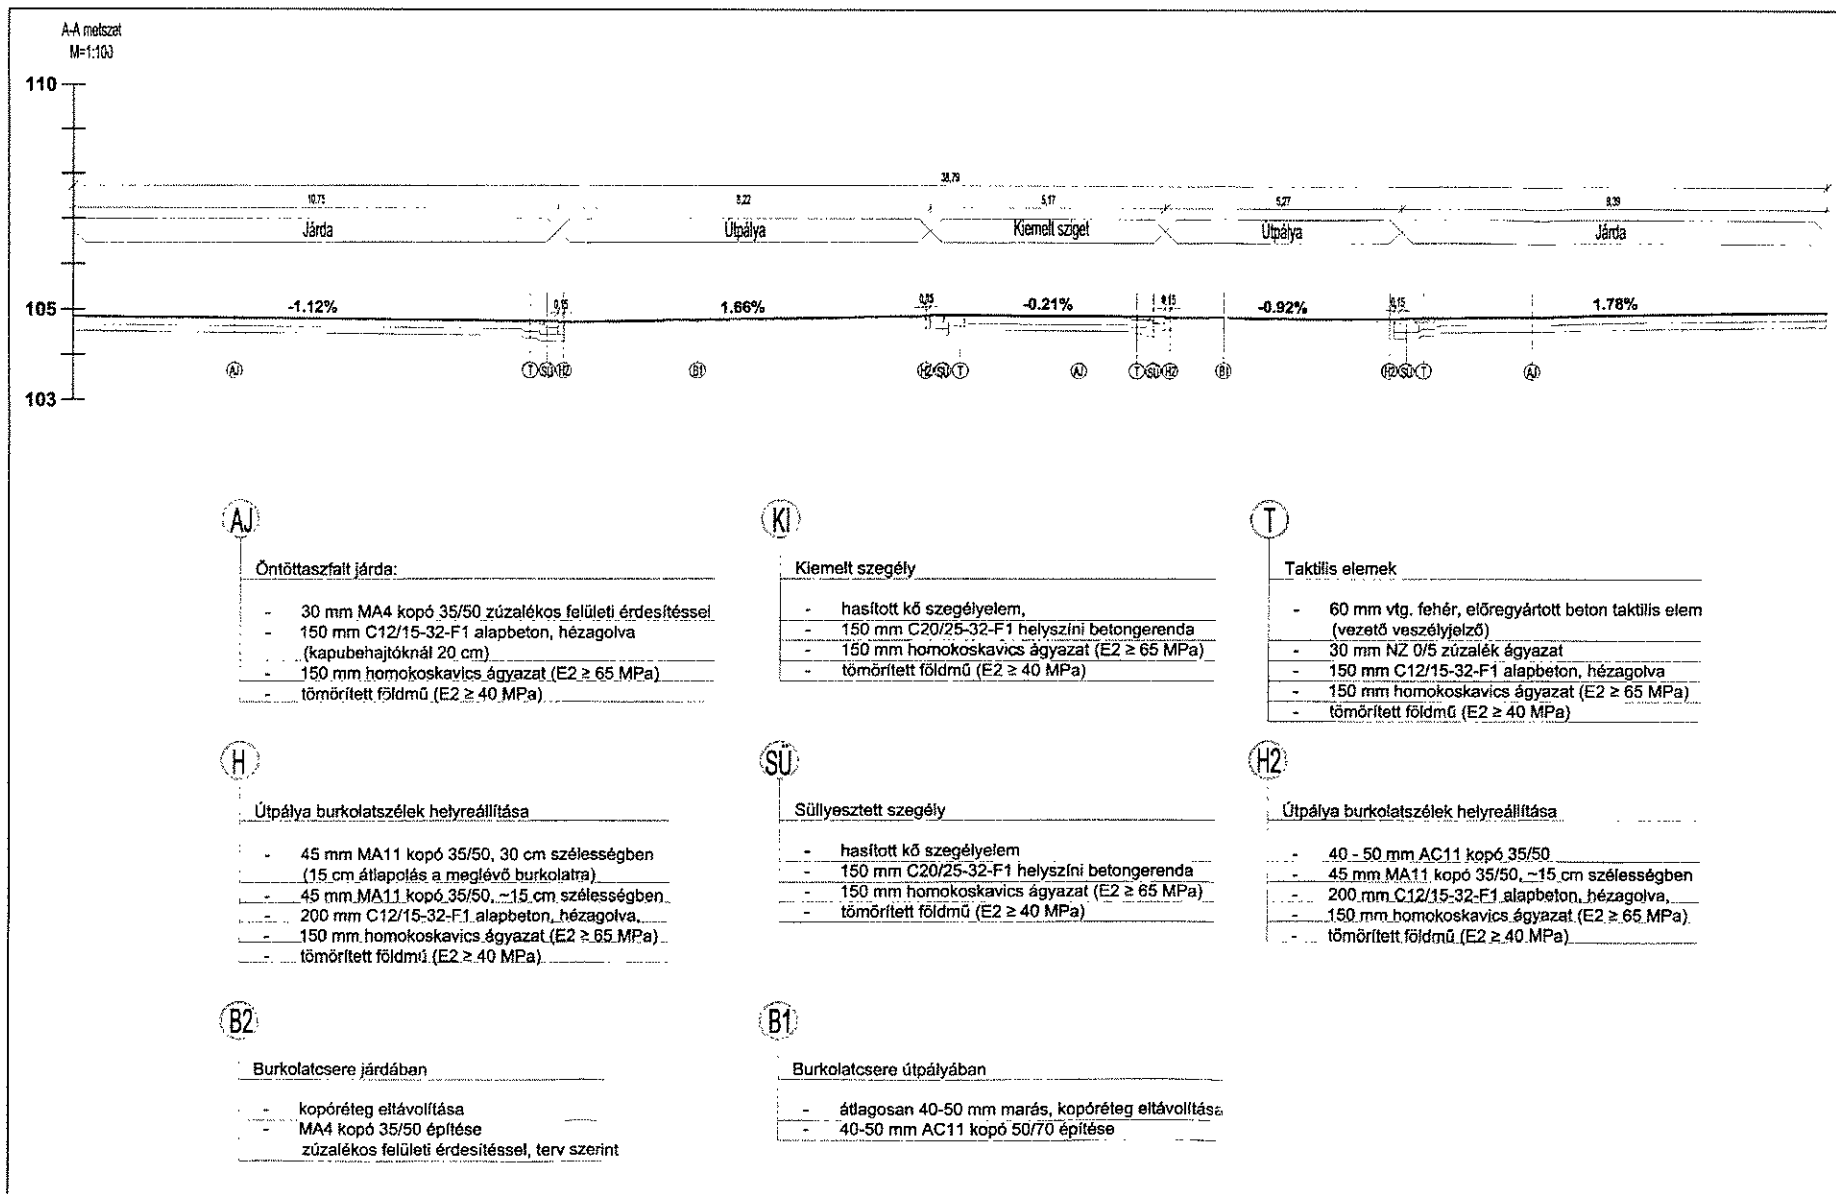 A-A metszet
M=1:100
110
38,79
10,75 8,22 5,17 5,27 9,39
Járda Útpálya Kiemelt sziget Útpálya Járda
105 -1.12% 0,15 1.66% -0.21% 0,15 -0.92% 0,15 1.78%
AJ T SÜ H2 B1 H2 SÜ T AJ T SÜ H2 B1 H2 SÜ T AJ
103
AJ
Öntöttaszfalt járda:
- 30 mm MA4 kopó 35/50 zúzalékos felületi érdesítéssel
- 150 mm C12/15-32-F1 alapbeton, hézagolva
(kapubehajtóknál 20 cm)
- 150 mm homokoskavics ágyazat (E2 ≥ 65 MPa)
- tömörített földmű (E2 ≥ 40 MPa)
KI
Kiemelt szegély
- hasított kő szegélyelem,
- 150 mm C20/25-32-F1 helyszíni betongerenda
- 150 mm homokoskavics ágyazat (E2 ≥ 65 MPa)
- tömörített földmű (E2 ≥ 40 MPa)
T
Taktilis elemek
- 60 mm vtg. fehér, előregyártott beton taktilis elem
(vezető veszélyjelző)
- 30 mm NZ 0/5 zúzalék ágyazat
- 150 mm C12/15-32-F1 alapbeton, hézagolva
- 150 mm homokoskavics ágyazat (E2 ≥ 65 MPa)
- tömörített földmű (E2 ≥ 40 MPa)
H
Útpálya burkolatszélek helyreállítása
- 45 mm MA11 kopó 35/50, 30 cm szélességben
(15 cm átlapolás a meglévő burkolatra)
- 45 mm MA11 kopó 35/50, ~15 cm szélességben
- 200 mm C12/15-32-F1 alapbeton, hézagolva,
- 150 mm homokoskavics ágyazat (E2 ≥ 65 MPa)
- tömörített földmű (E2 ≥ 40 MPa)
SÜ
Süllyesztett szegély
- hasított kő szegélyelem
- 150 mm C20/25-32-F1 helyszíni betongerenda
- 150 mm homokoskavics ágyazat (E2 ≥ 65 MPa)
- tömörített földmű (E2 ≥ 40 MPa)
H2
Útpálya burkolatszélek helyreállítása
- 40 - 50 mm AC11 kopó 35/50
- 45 mm MA11 kopó 35/50, ~15 cm szélességben
- 200 mm C12/15-32-F1 alapbeton, hézagolva,
- 150 mm homokoskavics ágyazat (E2 ≥ 65 MPa)
- tömörített földmű (E2 ≥ 40 MPa)
B2
Burkolatcsere járdában
- kopóréteg eltávolítása
- MA4 kopó 35/50 építése
zúzalékos felületi érdesítéssel, terv szerint
B1
Burkolatcsere útpályában
- átlagosan 40-50 mm marás, kopóréteg eltávolítása
- 40-50 mm AC11 kopó 50/70 építése